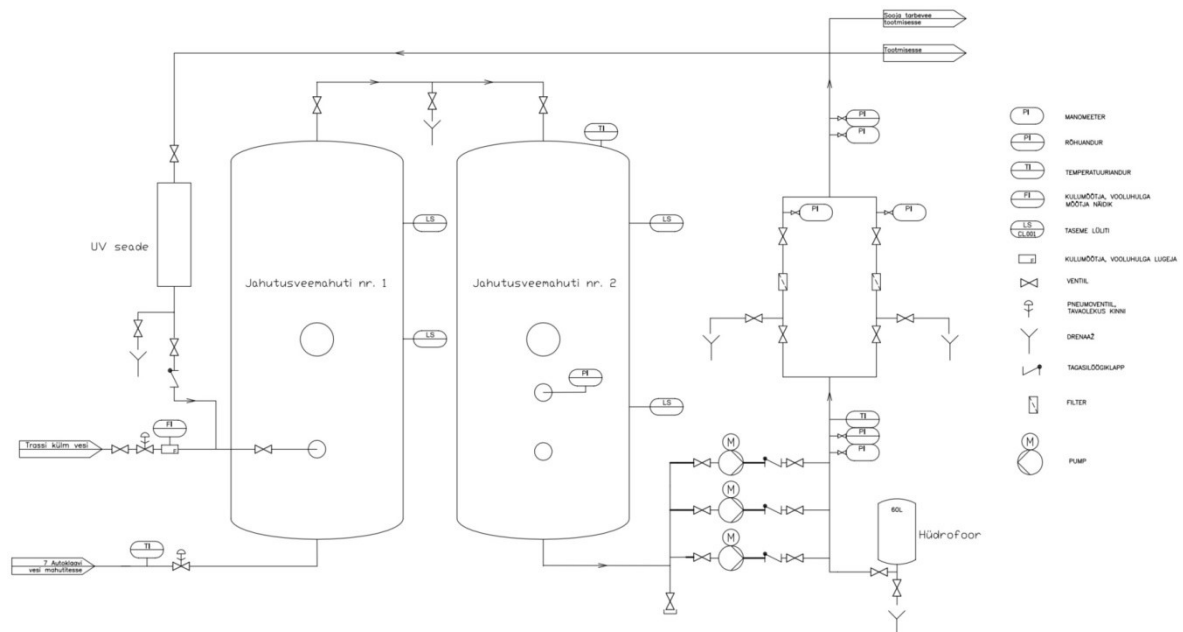 Sooja tarbevee
tootmisesse
Tootmisesse
UV seade
Jahutusveemahuti nr. 1
Jahutusveemahuti nr. 2
TI
LS
LS
LS
LS
PI
FI
F
Trassi külm vesi
TI
7. Autoklaavi
vesi mahutitesse
M
M
M
PI
PI
PI
PI
TI
PI
PI
60L
Hüdrofoor
PI
MANOMEETER
PI
RÕHUANDUR
TI
TEMPERATUURIANDUR
FI
KULUMÕÕTJA, VOOLUHULGA
MÕÕTJA NÄIDIK
LS
CL001
TASEME LÜLITI
F
KULUMÕÕTJA, VOOLUHULGA LUGEJA
VENTIIL
PNEUMOVENTIIL,
TAVAOLEKUS KINNI
DRENAAŽ
TAGASILÖÖGIKLAPP
FILTER
M
PUMP